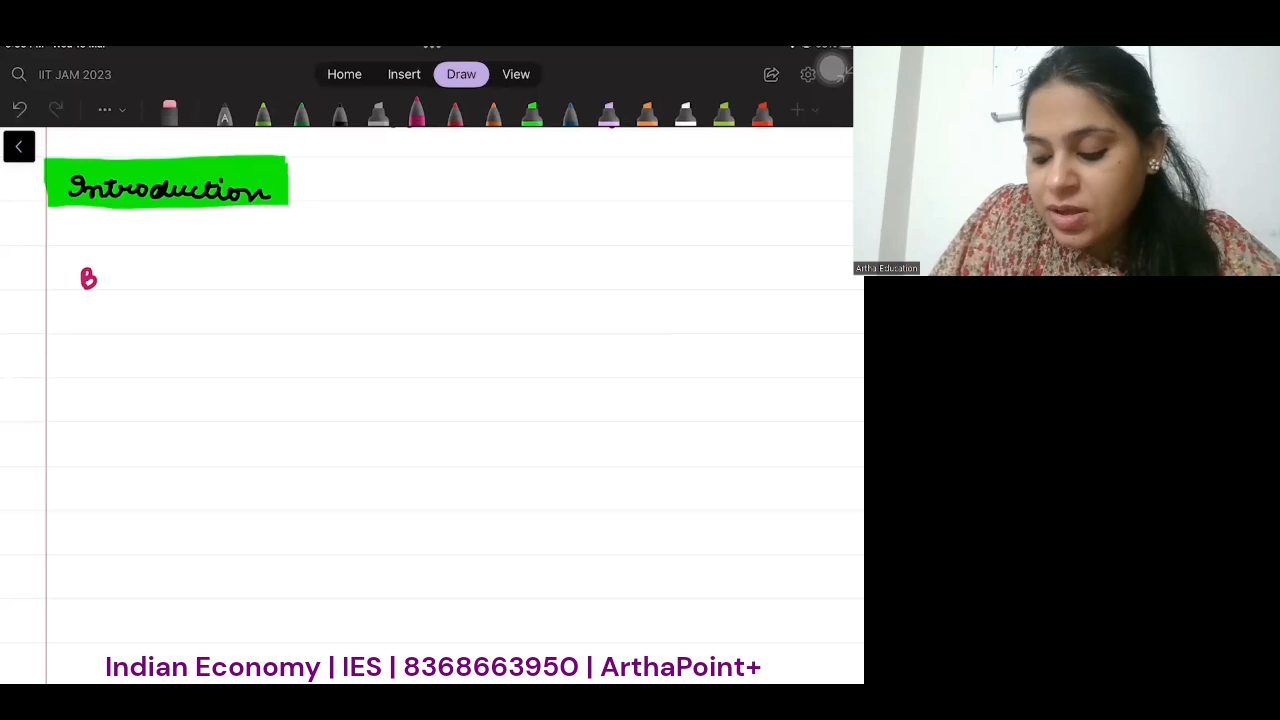 IIT JAM 2023
Home Insert Draw View
A
Introduction
B
Artha Education
Indian Economy | IES | 8368663950 | ArthaPoint+